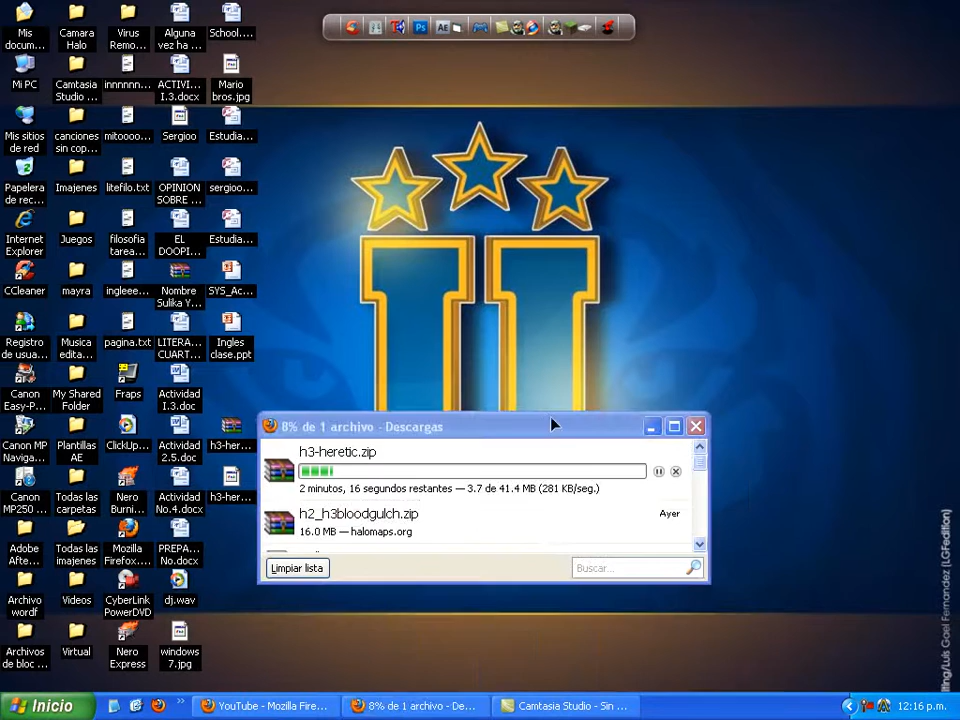 Mis docum...
Camara Halo
Virus Remo...
Alguna vez ha ...
School....
Mi PC
Camtasia Studio ...
innnnnn...
ACTIVI... I.3.docx
Mario bros.jpg
Mis sitios de red
canciones sin cop...
mitoooo...
Sergioo
Estudia...
Papelera de rec...
Imajenes
litefilo.txt
OPINION SOBRE ...
sergioo...
Internet Explorer
Juegos
filosofia tarea...
EL DOOPI...
Estudia...
CCleaner
mayra
ingleee...
Nombre Sulika Y...
SYS_Ac...
Registro de usua...
Musica edita...
pagina.txt
LITERA... CUART...
Ingles clase.ppt
Canon Easy-P...
My Shared Folder
Fraps
Actividad I.3.doc
Canon MP Naviga...
Plantillas AE
ClickUp...
Actividad 2.5.docx
h3-her...
Canon MP250 ...
Todas las carpetas
Nero Burni...
Actividad No.4.docx
h3-her...
Adobe Afte...
Todas las imajenes
Mozilla Firefox...
PREPA... No.docx
Archivo wordf
Videos
CyberLink PowerDVD
dj.wav
Archivos de bloc ...
Virtual
Nero Express
windows 7.jpg
8% de 1 archivo - Descargas
h3-heretic.zip
2 minutos, 16 segundos restantes — 3.7 de 41.4 MB (281 KB/seg.)
h2_h3bloodgulch.zip
Ayer
16.0 MB — halomaps.org
Limpiar lista
Buscar...
Inicio
YouTube - Mozilla Fire...
8% de 1 archivo - De...
Camtasia Studio - Sin ...
12:16 p.m.